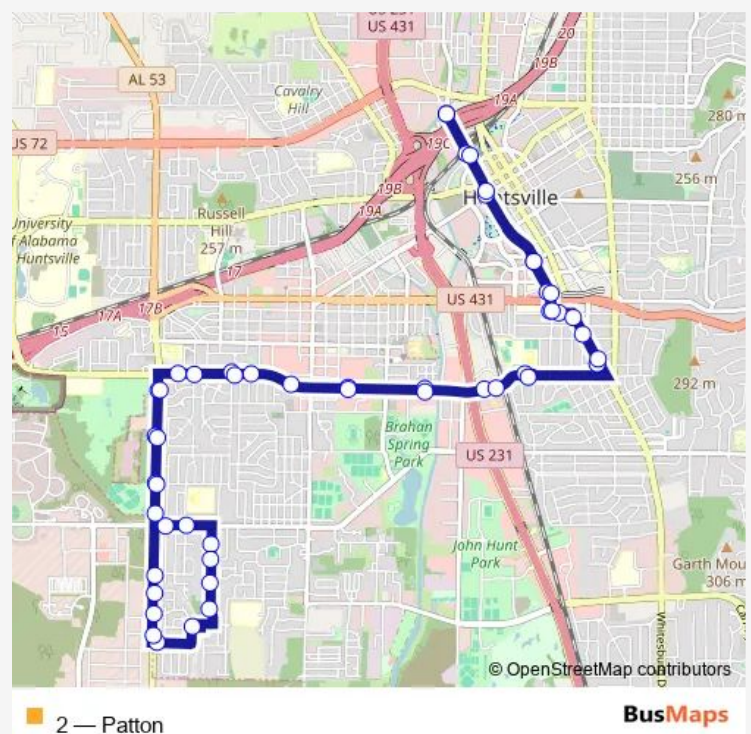 US 431
20
19B
19A
AL 53
Cavalry
Hill
280 m
US 72
19C
256 m
19B
19A
Huntsville
Russell
Hill
257 m
University
of Alabama
Huntsville
17
US 431
17B
17A
15
292 m
Brahan
Spring
Park
US 231
John Hunt
Park
Garth Mou
306 m
Whitesburg D
© OpenStreetMap contributors
2 — Patton
BusMaps